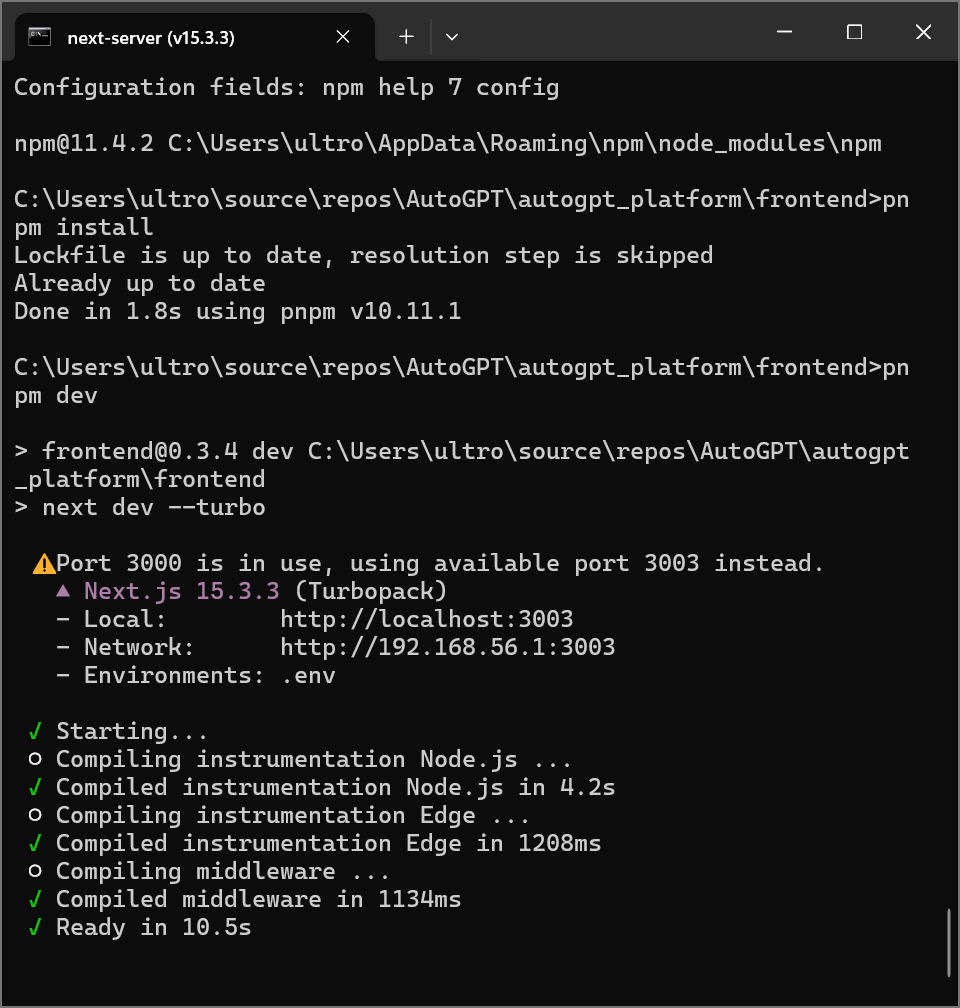 next-server (v15.3.3)
Configuration fields: npm help 7 config
npm@11.4.2 C:\Users\ultro\AppData\Roaming\npm\node_modules\npm
C:\Users\ultro\source\repos\AutoGPT\autogpt_platform\frontend>pn
pm install
Lockfile is up to date, resolution step is skipped
Already up to date
Done in 1.8s using pnpm v10.11.1
C:\Users\ultro\source\repos\AutoGPT\autogpt_platform\frontend>pn
pm dev
> frontend@0.3.4 dev C:\Users\ultro\source\repos\AutoGPT\autogpt
_platform\frontend
> next dev --turbo
⚠Port 3000 is in use, using available port 3003 instead.
▲ Next.js 15.3.3 (Turbopack)
- Local:        http://localhost:3003
- Network:      http://192.168.56.1:3003
- Environments: .env
√ Starting...
○ Compiling instrumentation Node.js ...
√ Compiled instrumentation Node.js in 4.2s
○ Compiling instrumentation Edge ...
√ Compiled instrumentation Edge in 1208ms
○ Compiling middleware ...
√ Compiled middleware in 1134ms
√ Ready in 10.5s